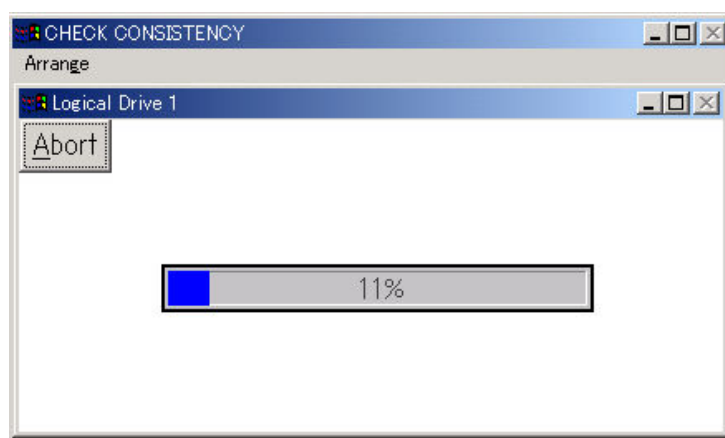 CHECK CONSISTENCY
Arrange
Logical Drive 1
Abort
11%